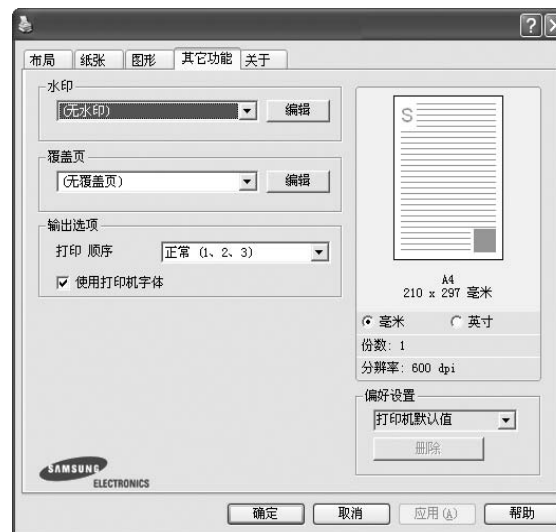 布局 纸张 图形 其它功能 关于
水印
(无水印) 编辑
覆盖页
(无覆盖页) 编辑
输出选项
打印 顺序 正常 (1、2、3)
使用打印机字体
S
A4
210 x 297 毫米
毫米 英寸
份数: 1
分辨率: 600 dpi
偏好设置
打印机默认值
删除
SAMSUNG
ELECTRONICS
确定 取消 应用(A) 帮助